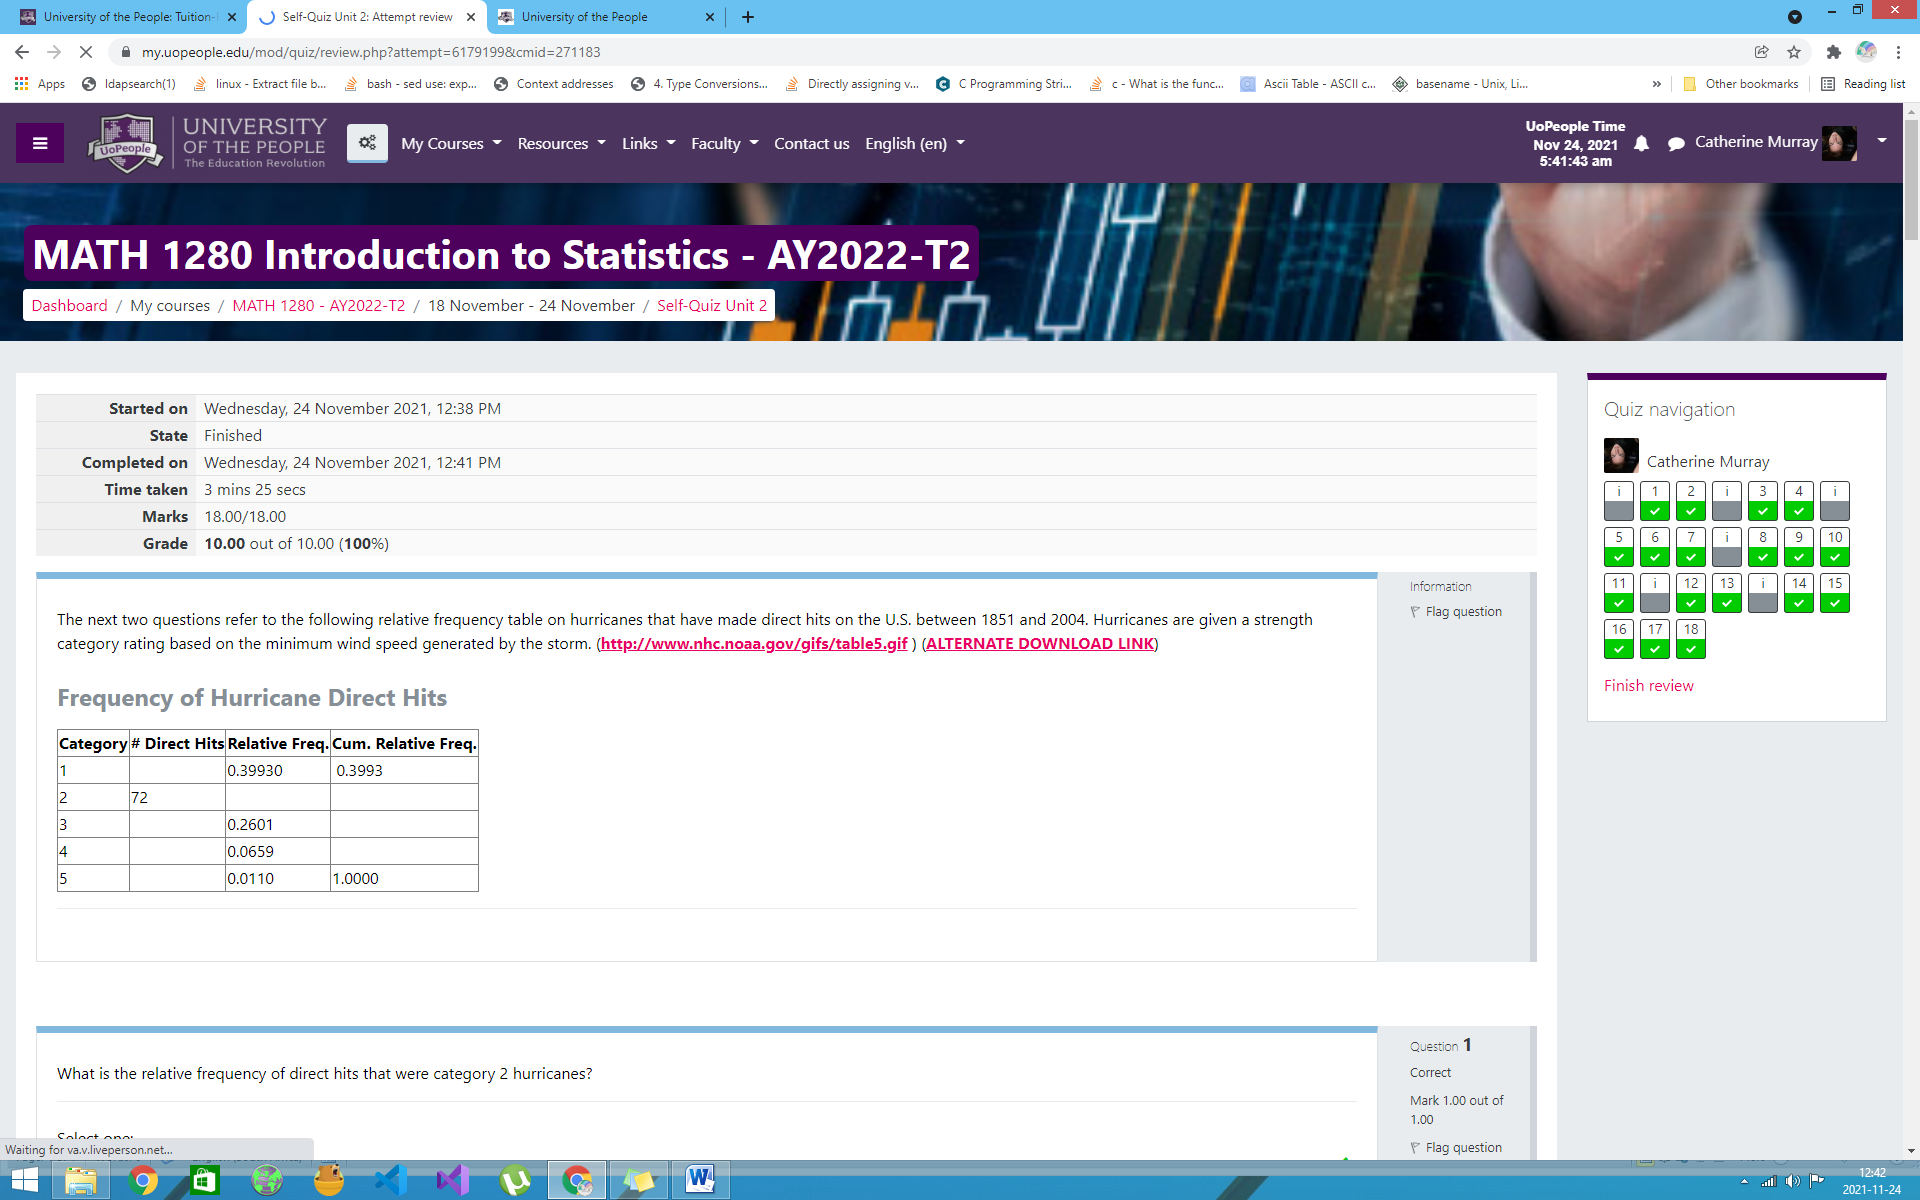 University of the People: Tuition-
Self-Quiz Unit 2: Attempt review
University of the People
my.uopeople.edu/mod/quiz/review.php?attempt=6179199&cmid=271183
Apps
ldapsearch(1)
linux - Extract file b...
bash - sed use: exp...
Context addresses
4. Type Conversions...
Directly assigning v...
C Programming Stri...
c - What is the func...
Ascii Table - ASCII c...
basename - Unix, Li...
»
Other bookmarks
Reading list
UoPeople
UNIVERSITY
OF THE PEOPLE
The Education Revolution
My Courses
Resources
Links
Faculty
Contact us
English (en)
UoPeople Time
Nov 24, 2021
5:41:43 am
Catherine Murray
MATH 1280 Introduction to Statistics - AY2022-T2
Dashboard / My courses / MATH 1280 - AY2022-T2 / 18 November - 24 November / Self-Quiz Unit 2
Started on Wednesday, 24 November 2021, 12:38 PM
State Finished
Completed on Wednesday, 24 November 2021, 12:41 PM
Time taken 3 mins 25 secs
Marks 18.00/18.00
Grade 10.00 out of 10.00 (100%)
The next two questions refer to the following relative frequency table on hurricanes that have made direct hits on the U.S. between 1851 and 2004. Hurricanes are given a strength
category rating based on the minimum wind speed generated by the storm. (http://www.nhc.noaa.gov/gifs/table5.gif ) (ALTERNATE DOWNLOAD LINK)
Frequency of Hurricane Direct Hits
Category # Direct Hits Relative Freq. Cum. Relative Freq.
1 0.39930 0.3993
2 72
3 0.2601
4 0.0659
5 0.0110 1.0000
Information
Flag question
What is the relative frequency of direct hits that were category 2 hurricanes?
Select one:
Question 1
Correct
Mark 1.00 out of
1.00
Flag question
Quiz navigation
Catherine Murray
i 1 2 i 3 4 i
5 6 7 i 8 9 10
11 i 12 13 i 14 15
16 17 18
Finish review
Waiting for va.v.liveperson.net...
12:42
2021-11-24